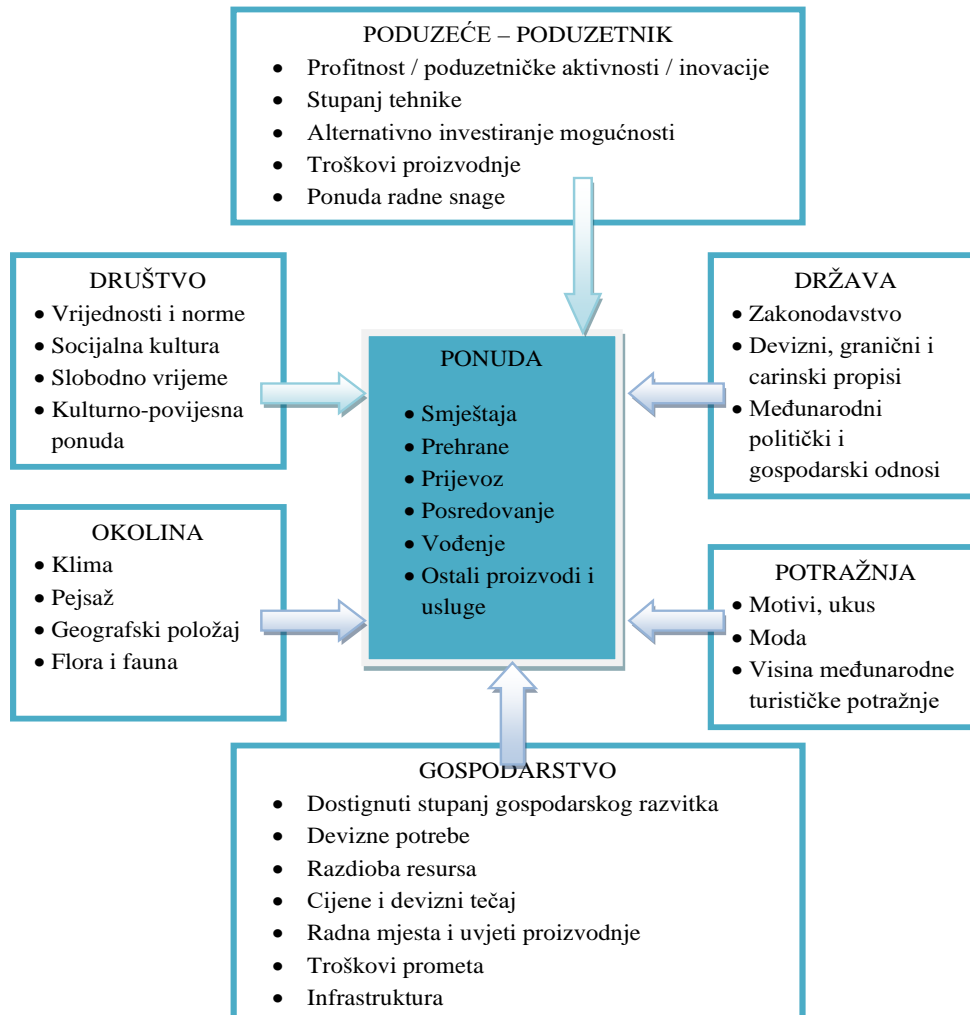 PODUZEĆE – PODUZETNIK
• Profitnost / poduzetničke aktivnosti / inovacije
• Stupanj tehnike
• Alternativno investiranje mogućnosti
• Troškovi proizvodnje
• Ponuda radne snage
DRUŠTVO
• Vrijednosti i norme
• Socijalna kultura
• Slobodno vrijeme
• Kulturno-povijesna
ponuda
PONUDA
• Smještaja
• Prehrane
• Prijevoz
• Posredovanje
• Vođenje
• Ostali proizvodi i
usluge
DRŽAVA
• Zakonodavstvo
• Devizni, granični i
carinski propisi
• Međunarodni
politički i
gospodarski odnosi
OKOLINA
• Klima
• Pejsaž
• Geografski položaj
• Flora i fauna
POTRAŽNJA
• Motivi, ukus
• Moda
• Visina međunarodne
turističke potražnje
GOSPODARSTVO
• Dostignuti stupanj gospodarskog razvitka
• Devizne potrebe
• Razdioba resursa
• Cijene i devizni tečaj
• Radna mjesta i uvjeti proizvodnje
• Troškovi prometa
• Infrastruktura